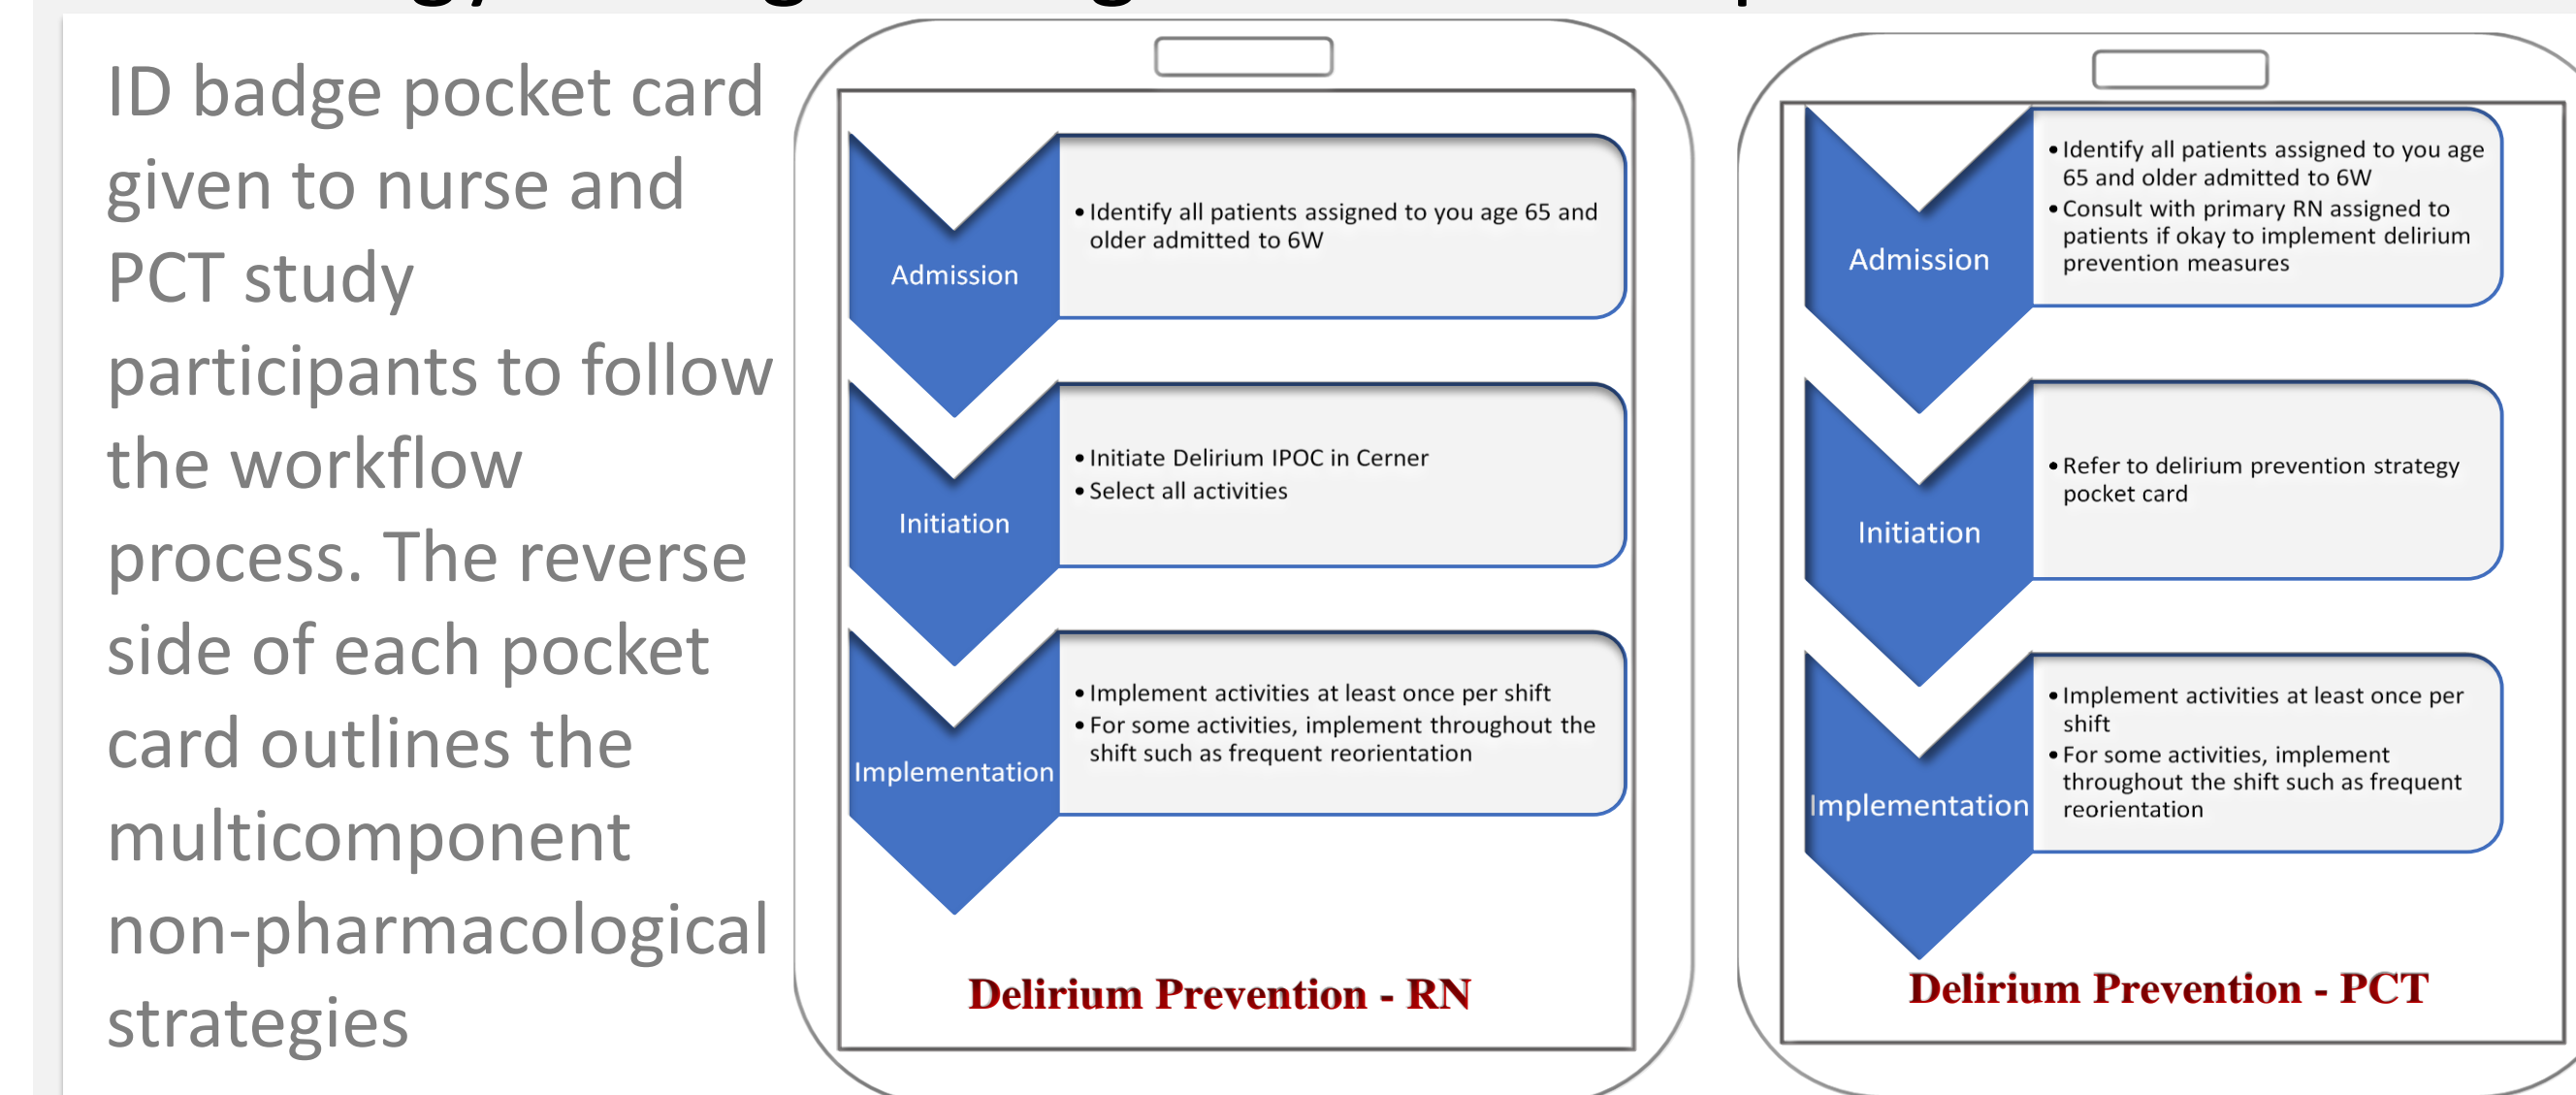 ID badge pocket card
given to nurse and
PCT study
participants to follow
the workflow
process. The reverse
side of each pocket
card outlines the
multicomponent
non-pharmacological
strategies
Admission
• Identify all patients assigned to you age 65 and
older admitted to 6W
Initiation
• Initiate Delirium IPOC in Cerner
• Select all activities
Implementation
• Implement activities at least once per shift
• For some activities, implement throughout the
shift such as frequent reorientation
Delirium Prevention - RN
Admission
• Identify all patients assigned to you age
65 and older admitted to 6W
• Consult with primary RN assigned to
patients if okay to implement delirium
prevention measures
Initiation
• Refer to delirium prevention strategy
pocket card
Implementation
• Implement activities at least once per
shift
• For some activities, implement
throughout the shift such as frequent
reorientation
Delirium Prevention - PCT